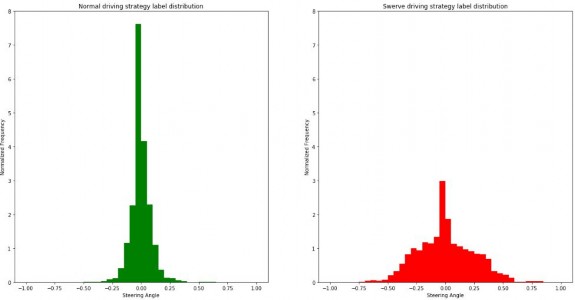 Normal driving strategy label distribution
Normalized Frequency
8
7
6
5
4
3
2
1
0
−1.00 −0.75 −0.50 −0.25 0.00 0.25 0.50 0.75 1.00
Steering Angle
Swerve driving strategy label distribution
Normalized Frequency
8
7
6
5
4
3
2
1
0
−1.00 −0.75 −0.50 −0.25 0.00 0.25 0.50 0.75 1.00
Steering Angle